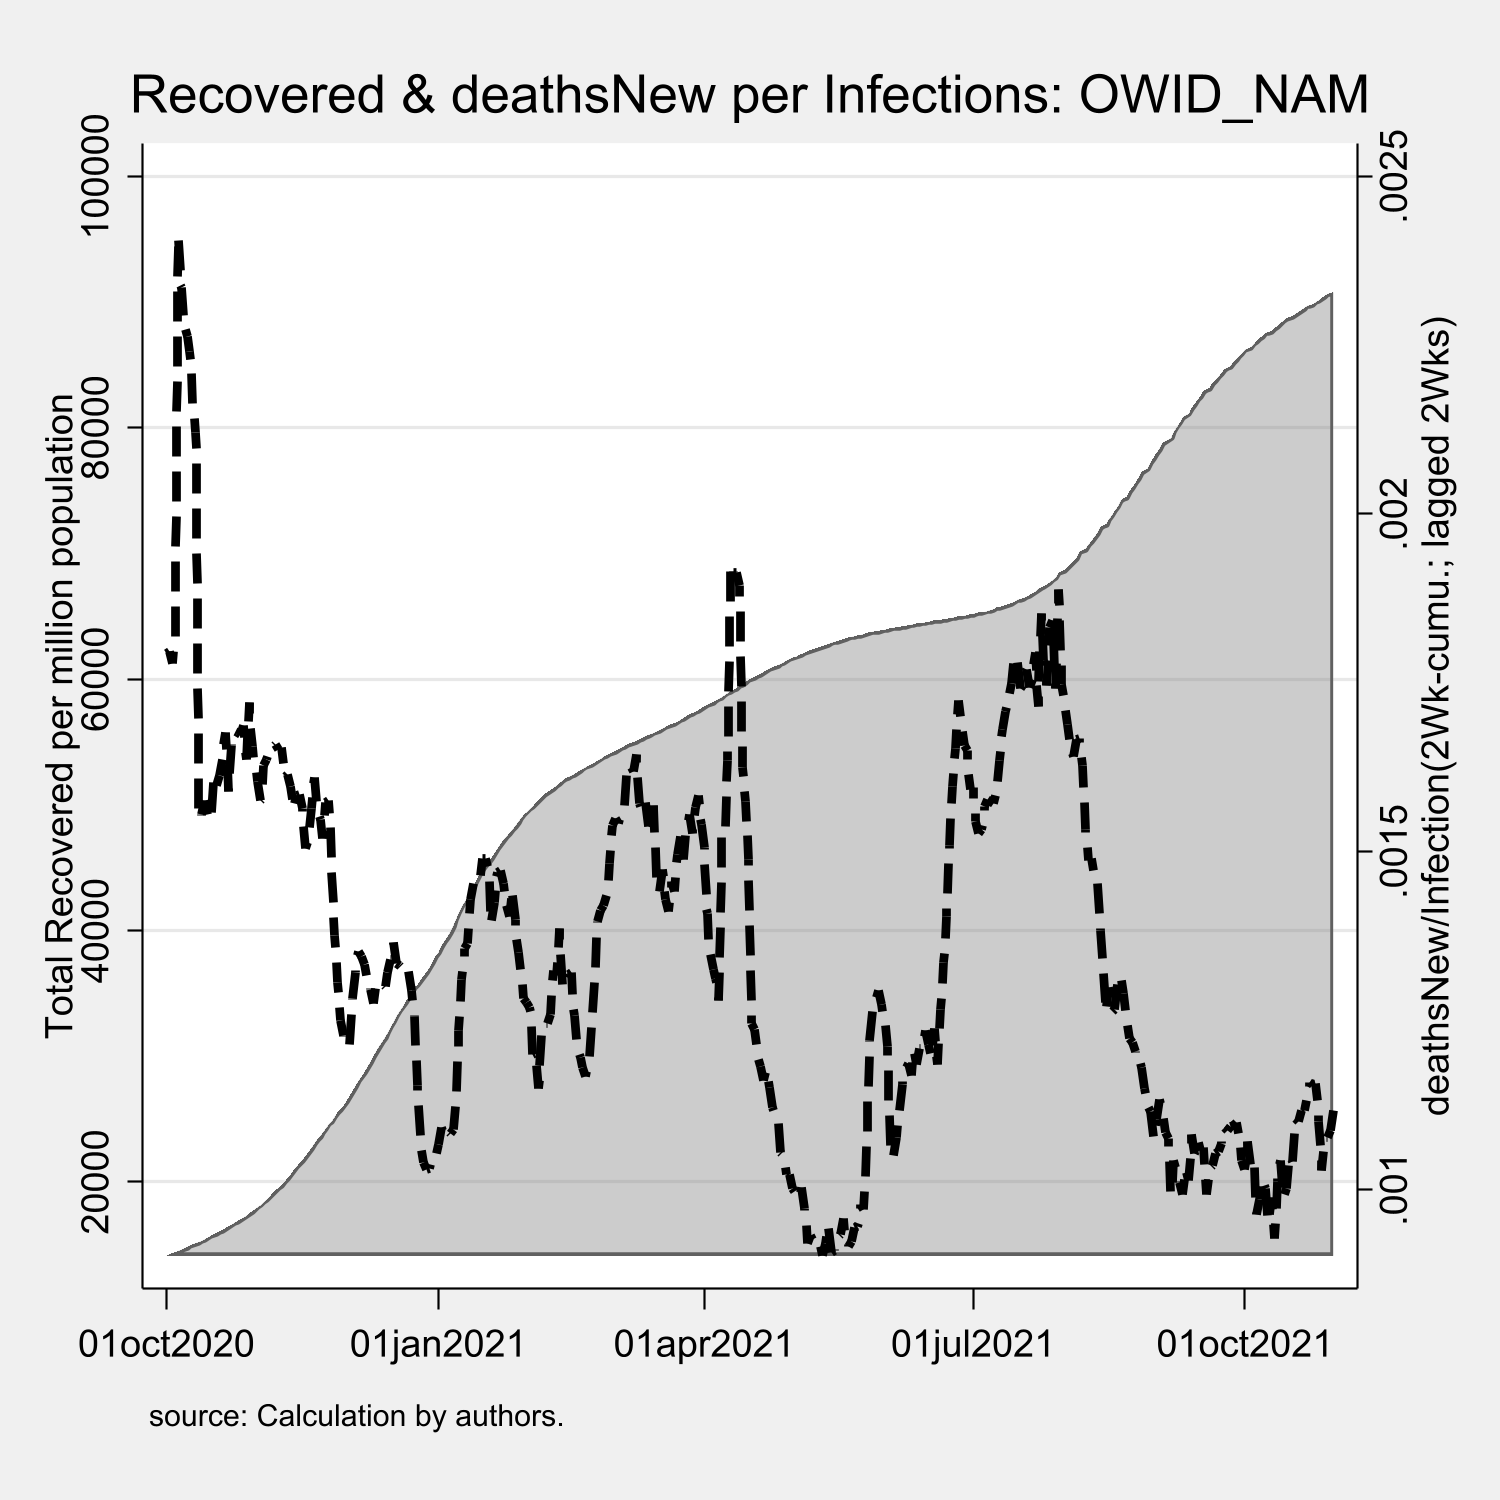 Recovered & deathsNew per Infections: OWID_NAM
Total Recovered per million population
100000
80000
60000
40000
20000
.0025
.002
.0015
.001
deathsNew/Infection(2Wk-cumu.; lagged 2Wks)
01oct2020 01jan2021 01apr2021 01jul2021 01oct2021
source: Calculation by authors.